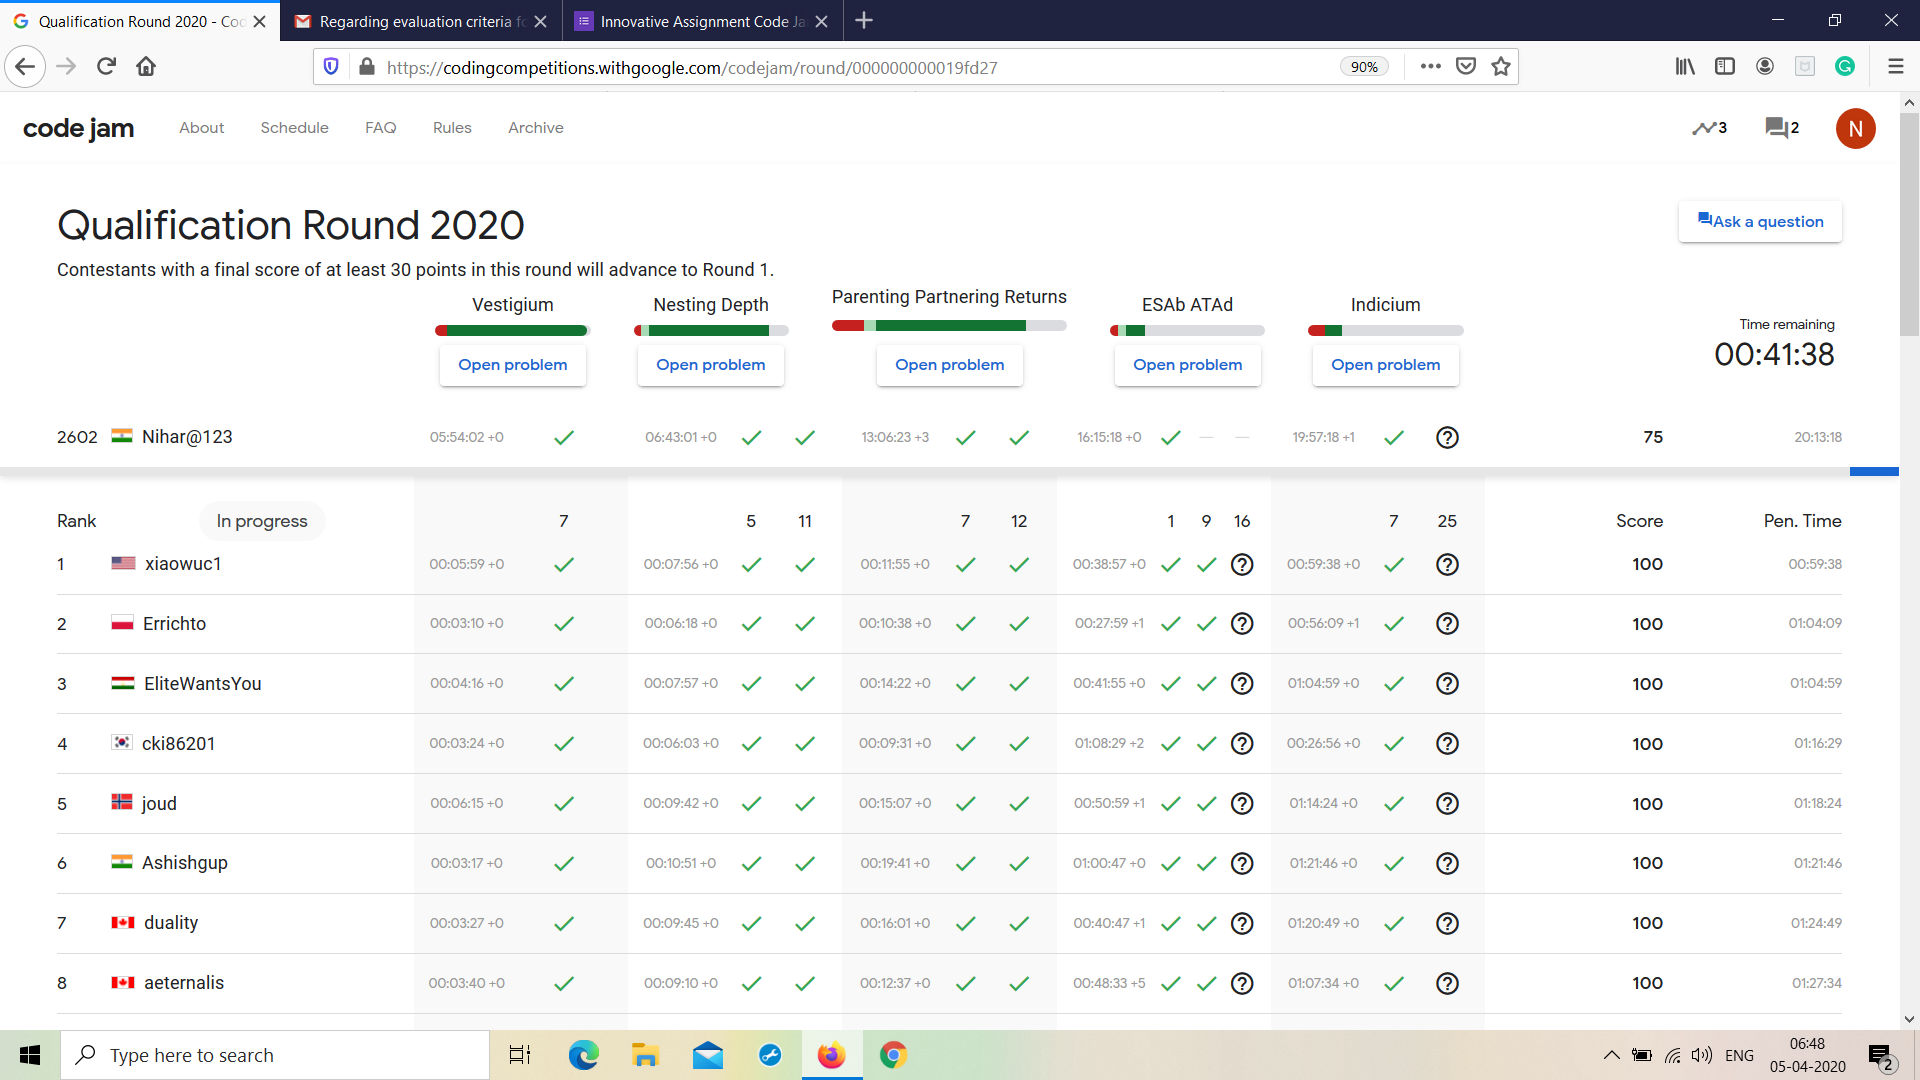 Qualification Round 2020 - Coc
Regarding evaluation criteria fo
Innovative Assignment Code Ja
https://codingcompetitions.withgoogle.com/codejam/round/000000000019fd27
90%
code jam About Schedule FAQ Rules Archive 3 2 N
Qualification Round 2020
Ask a question
Contestants with a final score of at least 30 points in this round will advance to Round 1.
Vestigium Nesting Depth Parenting Partnering Returns ESAb ATAd Indicium
Time remaining
00:41:38
Open problem Open problem Open problem Open problem Open problem
2602 Nihar@123 05:54:02 +0 06:43:01 +0 13:06:23 +3 16:15:18 +0 — — 19:57:18 +1 ? 75 20:13:18
Rank In progress 7 5 11 7 12 1 9 16 7 25 Score Pen. Time
1 xiaowuc1 00:05:59 +0 00:07:56 +0 00:11:55 +0 00:38:57 +0 ? 00:59:38 +0 ? 100 00:59:38
2 Errichto 00:03:10 +0 00:06:18 +0 00:10:38 +0 00:27:59 +1 ? 00:56:09 +1 ? 100 01:04:09
3 EliteWantsYou 00:04:16 +0 00:07:57 +0 00:14:22 +0 00:41:55 +0 ? 01:04:59 +0 ? 100 01:04:59
4 cki86201 00:03:24 +0 00:06:03 +0 00:09:31 +0 01:08:29 +2 ? 00:26:56 +0 ? 100 01:16:29
5 joud 00:06:15 +0 00:09:42 +0 00:15:07 +0 00:50:59 +1 ? 01:14:24 +0 ? 100 01:18:24
6 Ashishgup 00:03:17 +0 00:10:51 +0 00:19:41 +0 01:00:47 +0 ? 01:21:46 +0 ? 100 01:21:46
7 duality 00:03:27 +0 00:09:45 +0 00:16:01 +0 00:40:47 +1 ? 01:20:49 +0 ? 100 01:24:49
8 aeternalis 00:03:40 +0 00:09:10 +0 00:12:37 +0 00:48:33 +5 ? 01:07:34 +0 ? 100 01:27:34
Type here to search
ENG
06:48
05-04-2020
2